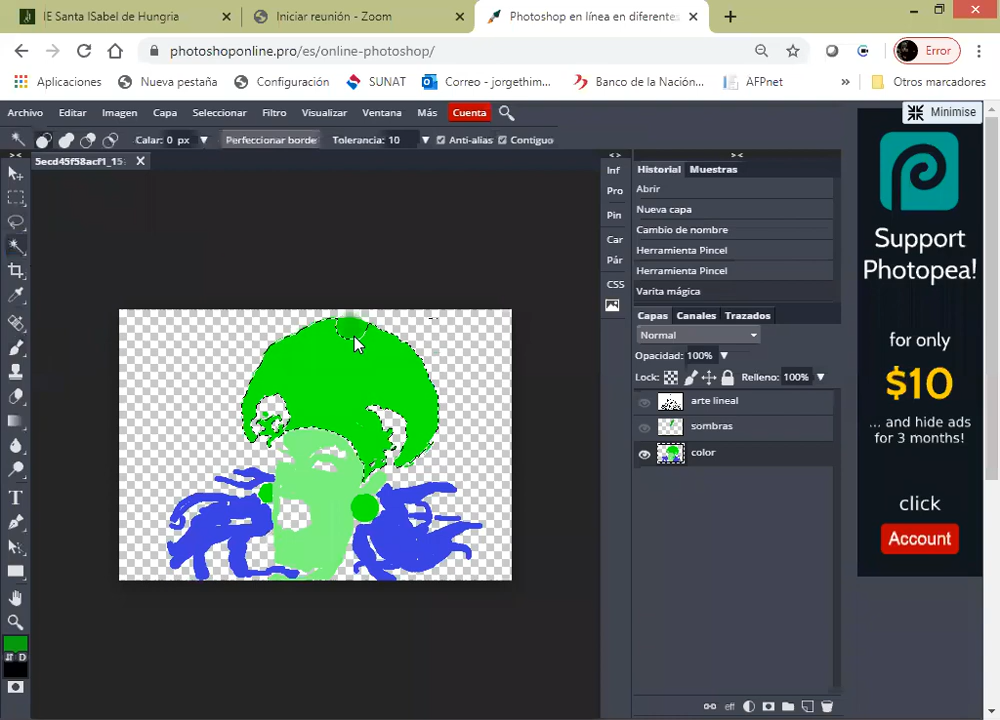 IE Santa ISabel de Hungria
Iniciar reunión - Zoom
Photoshop en línea en diferentes
photoshoponline.pro/es/online-photoshop/
Error
Aplicaciones
Nueva pestaña
Configuración
SUNAT
Correo - jorgethim...
Banco de la Nación...
AFPnet
»
Otros marcadores
Archivo Editar Imagen Capa Seleccionar Filtro Visualizar Ventana Más Cuenta
Minimise
Calar: 0 px Perfeccionar borde Tolerancia: 10 Anti-alias Contiguo
5ecd45f58acf1_15
Inf
Pro
Pin
Car
Pár
CSS
Historial Muestras
Abrir
Nueva capa
Cambio de nombre
Herramienta Pincel
Herramienta Pincel
Varita mágica
Capas Canales Trazados
Normal
Opacidad: 100%
Lock: Relleno: 100%
arte lineal
sombras
color
eff
T
D
Support
Photopea!
for only
$10
... and hide ads
for 3 months!
click
Account